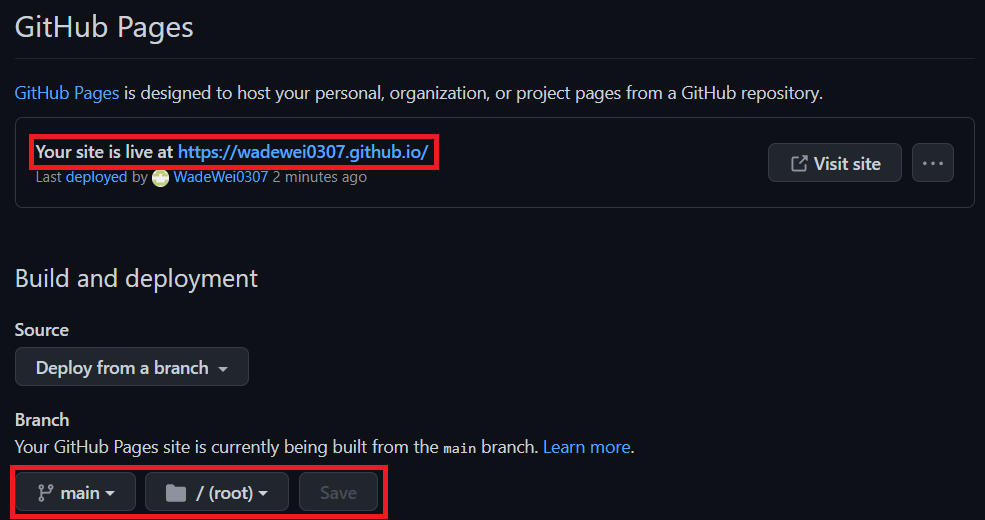 GitHub Pages
GitHub Pages is designed to host your personal, organization, or project pages from a GitHub repository.
Your site is live at https://wadewei0307.github.io/
Last deployed by WadeWei0307 2 minutes ago
Visit site
Build and deployment
Source
Deploy from a branch
Branch
Your GitHub Pages site is currently being built from the main branch. Learn more.
main / (root) Save